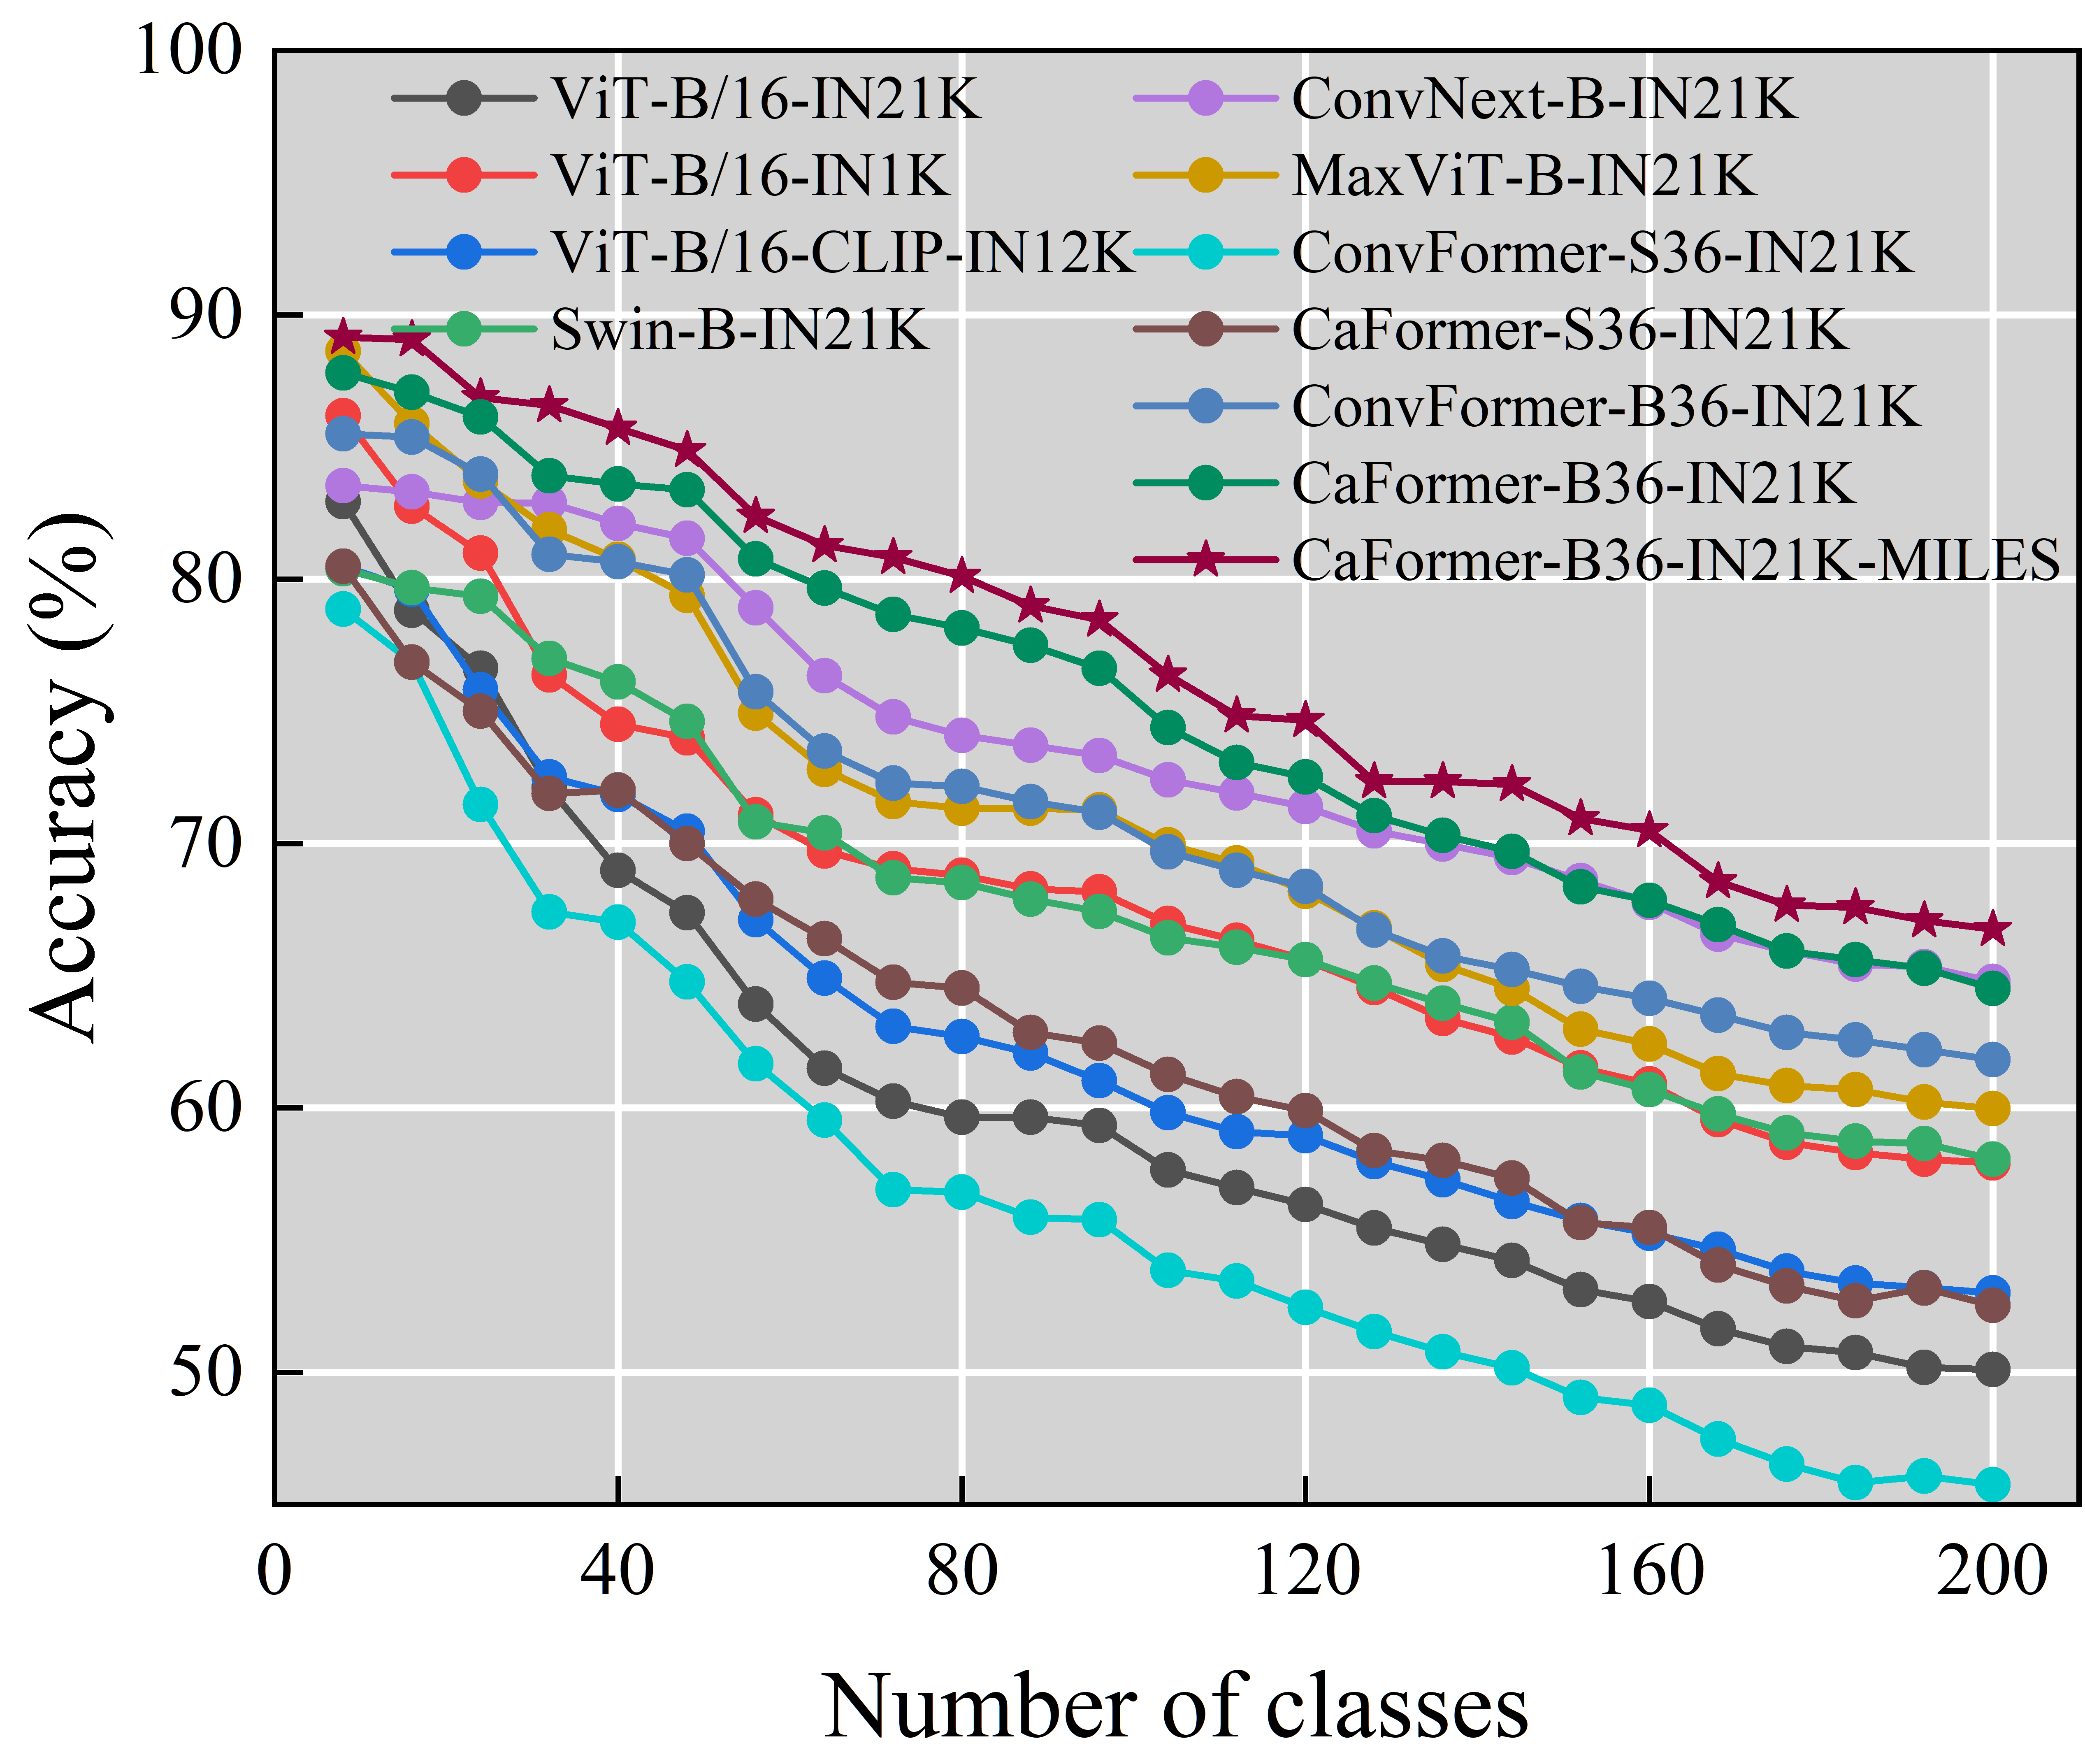 100
90
80
70
60
50
Accuracy (%)
ViT-B/16-IN21K
ViT-B/16-IN1K
ViT-B/16-CLIP-IN12K
Swin-B-IN21K
ConvNext-B-IN21K
MaxViT-B-IN21K
ConvFormer-S36-IN21K
CaFormer-S36-IN21K
ConvFormer-B36-IN21K
CaFormer-B36-IN21K
CaFormer-B36-IN21K-MILES
0 40 80 120 160 200
Number of classes